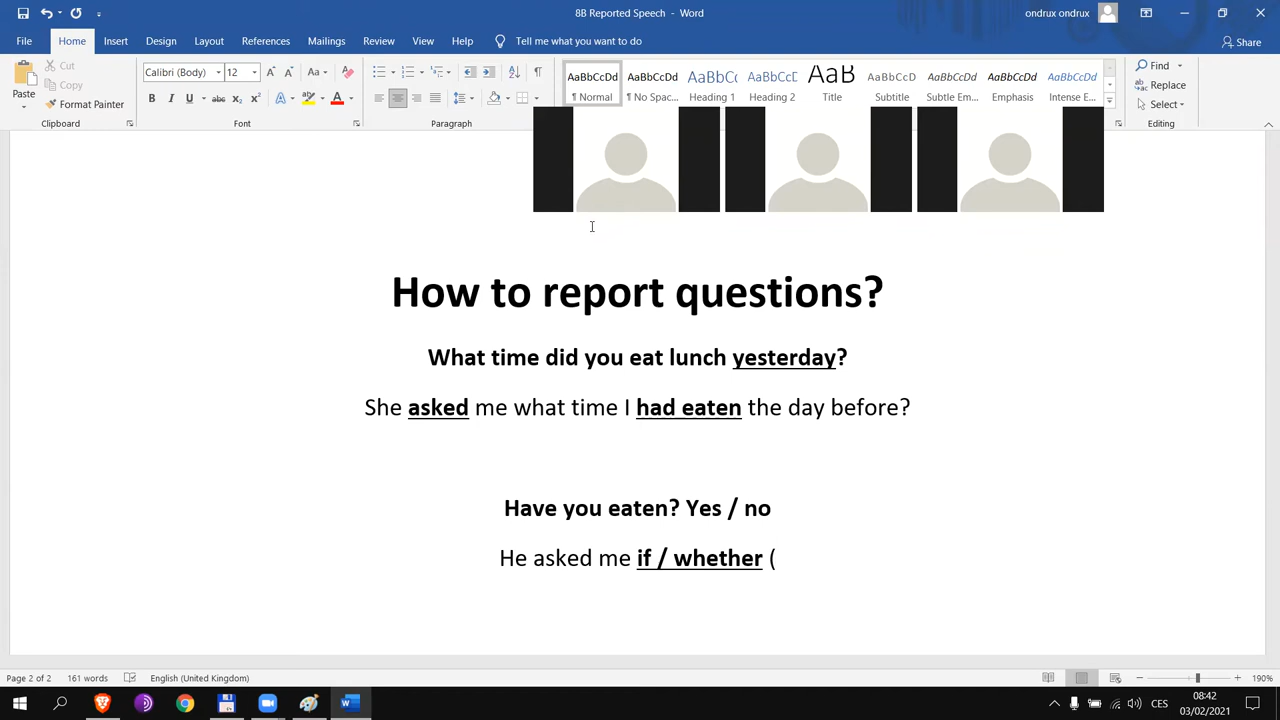 8B Reported Speech - Word
ondrux ondrux
File Home Insert Design Layout References Mailings Review View Help Tell me what you want to do Share
Paste Cut Copy Format Painter Clipboard
Calibri (Body) 12 Aa A A
B I U abc x₂ x² A A Font
Paragraph
AaBbCcDd AaBbCcDd AaBbCc AaBbCcD AaB AaBbCcD AaBbCcDd AaBbCcDd AaBbCcDd
¶ Normal ¶ No Spac... Heading 1 Heading 2 Title Subtitle Subtle Em... Emphasis Intense E...
Find
Replace
Select
Editing
How to report questions?
What time did you eat lunch yesterday?
She asked me what time I had eaten the day before?
Have you eaten? Yes / no
He asked me if / whether (
Page 2 of 2 161 words English (United Kingdom) 190%
CES 08:42
03/02/2021